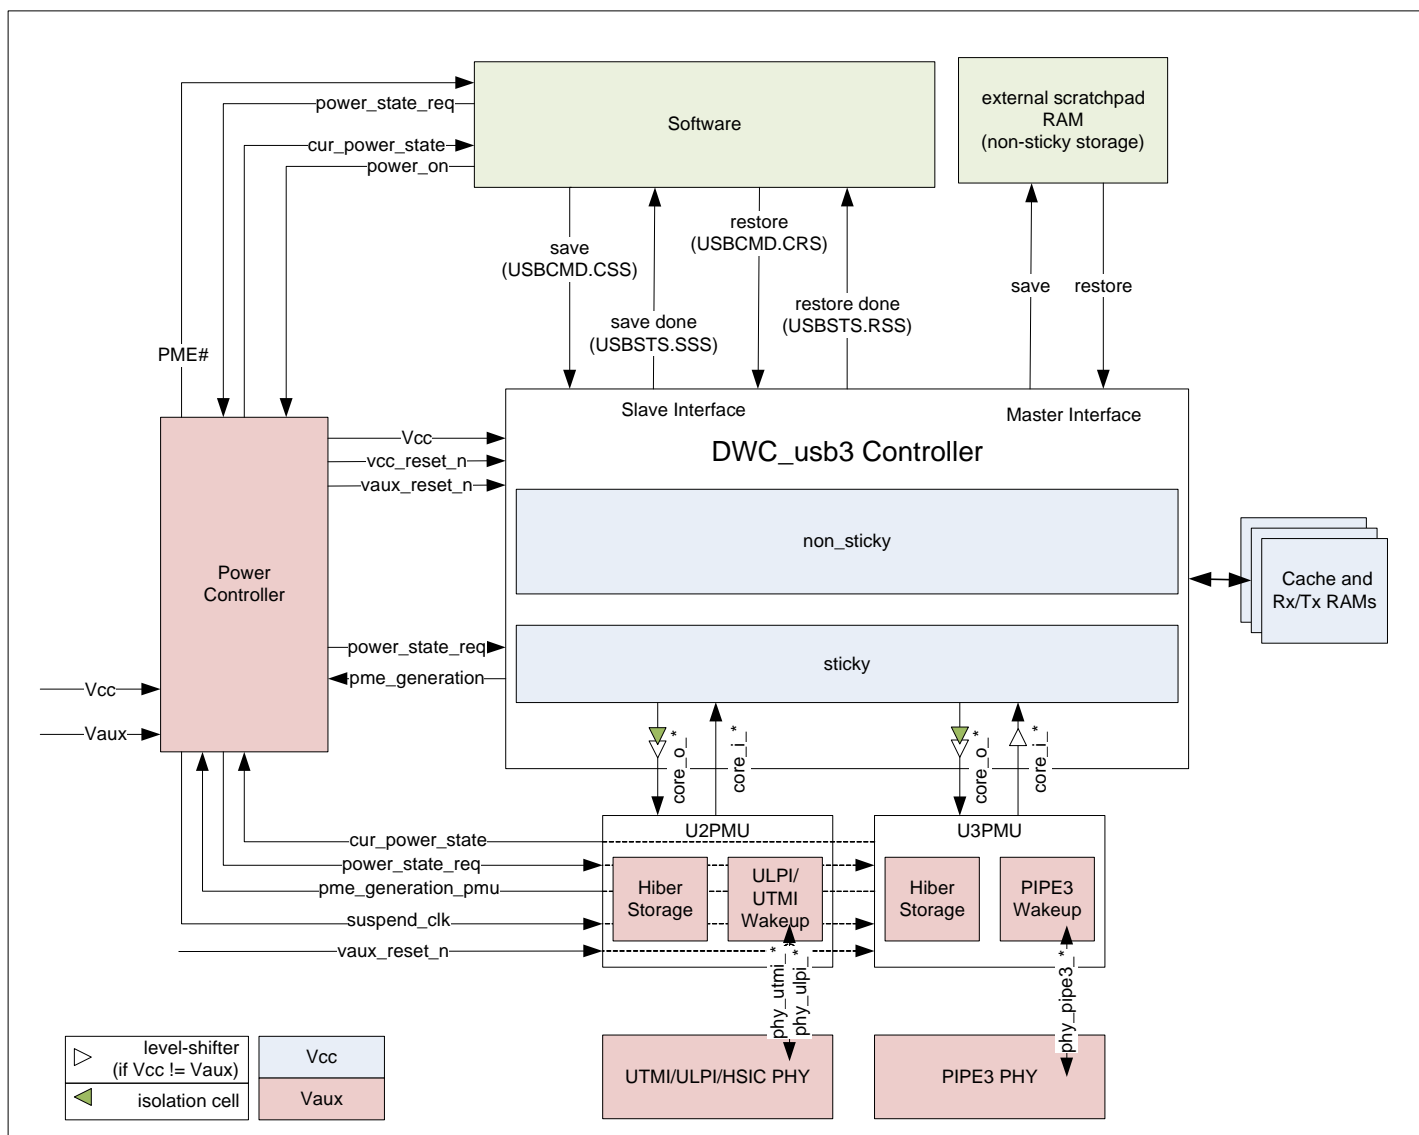 Software
external scratchpad
RAM
(non-sticky storage)
power_state_req
cur_power_state
power_on
PME#
save
(USBCMD.CSS)
save done
(USBSTS.SSS)
restore
(USBCMD.CRS)
restore done
(USBSTS.RSS)
save
restore
Slave Interface
Master Interface
DWC_usb3 Controller
Vcc
vcc_reset_n
vaux_reset_n
Power
Controller
non_sticky
Cache and
Rx/Tx RAMs
power_state_req
pme_generation
sticky
Vcc
Vaux
core_o_*
core_i_*
core_o_*
core_i_*
U2PMU
U3PMU
cur_power_state
power_state_req
pme_generation_pmu
suspend_clk
vaux_reset_n
Hiber
Storage
ULPI/
UTMI
Wakeup
Hiber
Storage
PIPE3
Wakeup
phy_utmi_*
phy_ulpi_*
phy_pipe3_*
UTMI/ULPI/HSIC PHY
PIPE3 PHY
level-shifter
(if Vcc != Vaux)
isolation cell
Vcc
Vaux